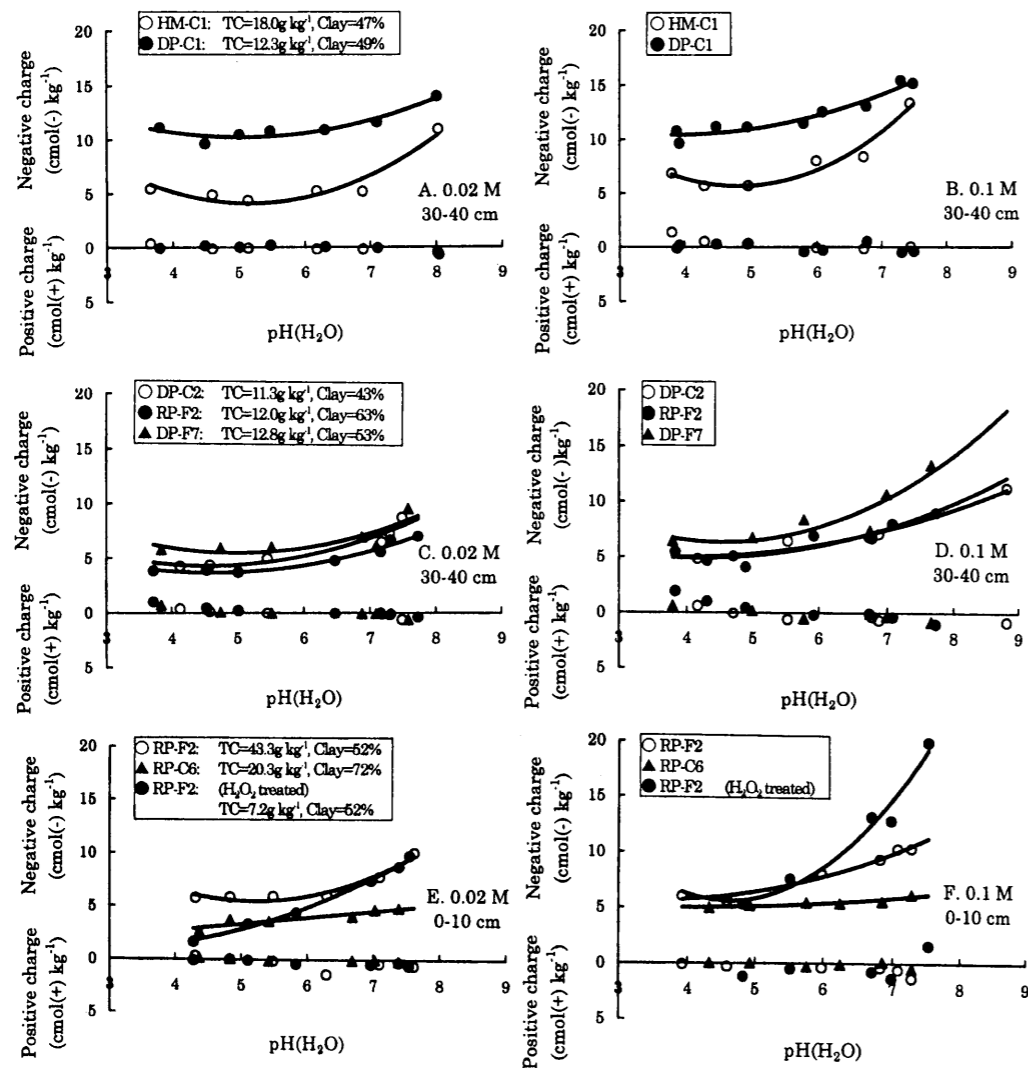 HM-C1: TC=18.0g kg⁻¹, Clay=47%
DP-C1: TC=12.3g kg⁻¹, Clay=49%
20
15
10
5
0
5
3 4 5 6 7 8 9
Negative charge
(cmol(-) kg⁻¹)
Positive charge
(cmol(+) kg⁻¹)
A. 0.02 M
30-40 cm
pH(H₂O)
HM-C1
DP-C1
20
15
10
5
0
5
3 4 5 6 7 8 9
Negative charge
(cmol(-) kg⁻¹)
Positive charge
(cmol(+) kg⁻¹)
B. 0.1 M
30-40 cm
pH(H₂O)
DP-C2: TC=11.3g kg⁻¹, Clay=43%
RP-F2: TC=12.0g kg⁻¹, Clay=63%
DP-F7: TC=12.8g kg⁻¹, Clay=53%
20
15
10
5
0
5
3 4 5 6 7 8 9
Negative charge
(cmol(-) kg⁻¹)
Positive charge
(cmol(+) kg⁻¹)
C. 0.02 M
30-40 cm
pH(H₂O)
DP-C2
RP-F2
DP-F7
20
15
10
5
0
5
3 4 5 6 7 8 9
Negative charge
(cmol(-)kg⁻¹)
Positive charge
(cmol(+) kg⁻¹)
D. 0.1 M
30-40 cm
pH(H₂O)
RP-F2: TC=43.3g kg⁻¹, Clay=52%
RP-C6: TC=20.3g kg⁻¹, Clay=72%
RP-F2: (H₂O₂ treated)
TC=7.2g kg⁻¹, Clay=52%
20
15
10
5
0
5
3 4 5 6 7 8 9
Negative charge
(cmol(-) kg⁻¹)
Positive charge
(cmol(+) kg⁻¹)
E. 0.02 M
0-10 cm
pH(H₂O)
RP-F2
RP-C6
RP-F2 (H₂O₂ treated)
20
15
10
5
0
5
3 4 5 6 7 8 9
Negative charge
(cmol(-) kg⁻¹)
Positive charge
(cmol(+) kg⁻¹)
F. 0.1 M
0-10 cm
pH(H₂O)